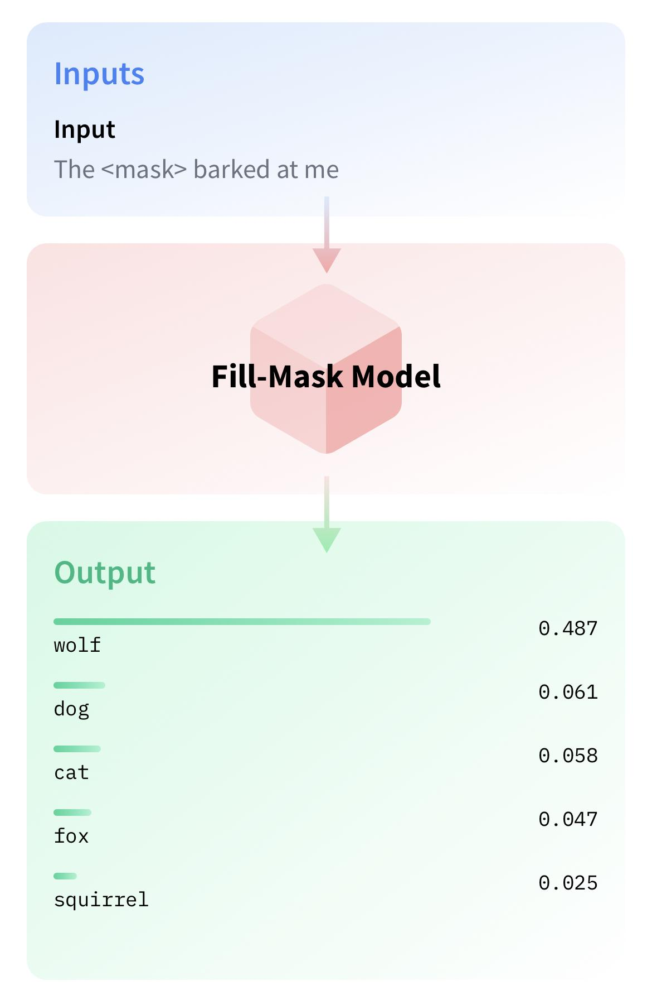 Inputs
Input
The <mask> barked at me
Fill-Mask Model
Output
wolf
0.487
dog
0.061
cat
0.058
fox
0.047
squirrel
0.025